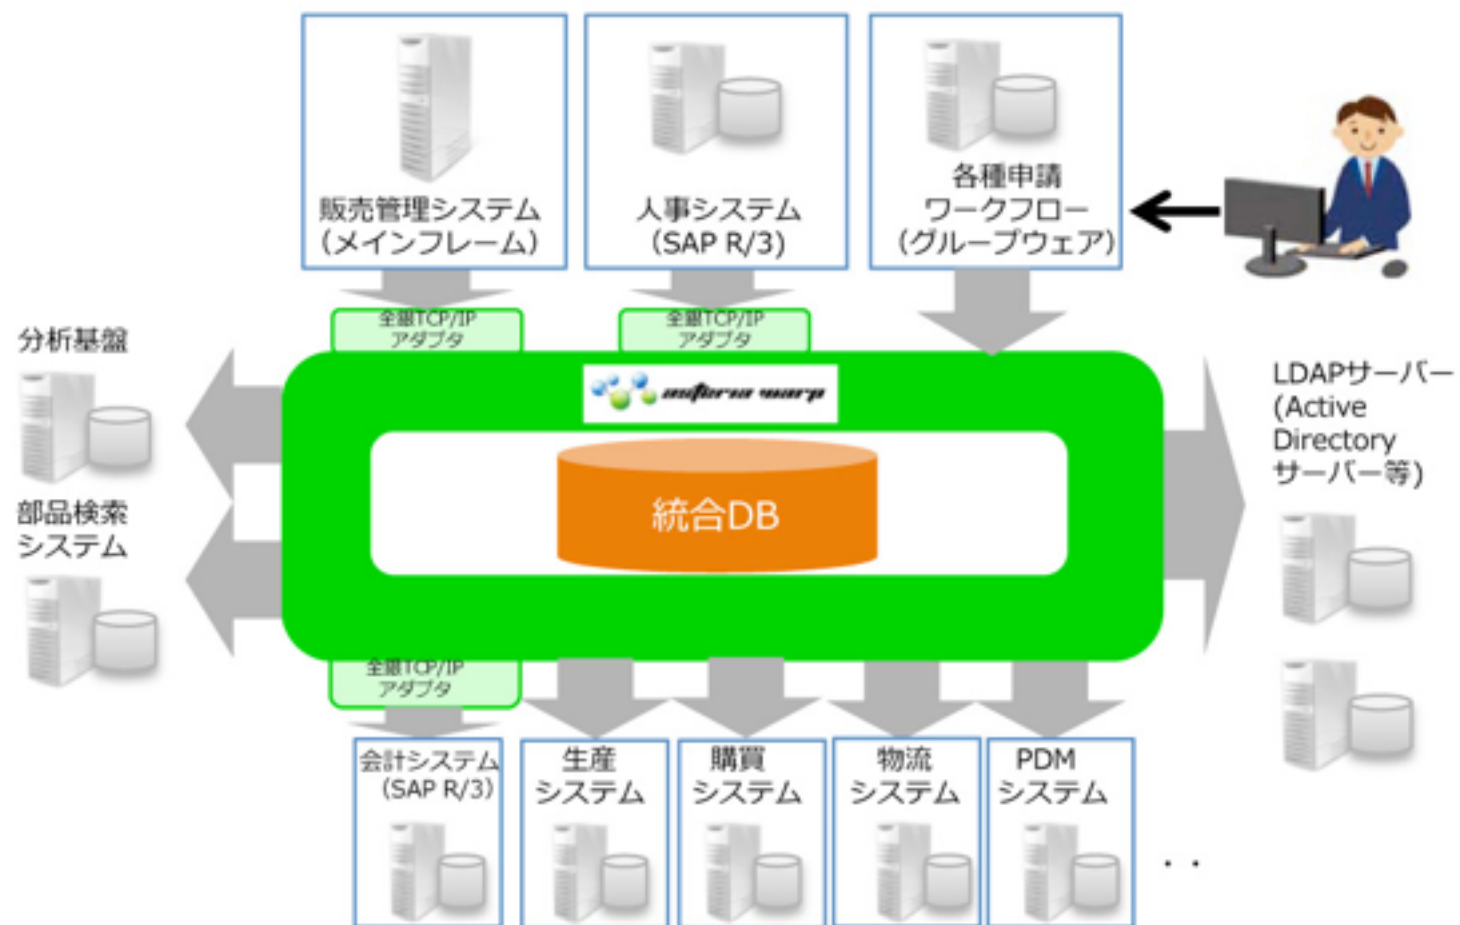 販売管理システム
（メインフレーム）
人事システム
（SAP R/3）
各種申請
ワークフロー
（グループウェア）
全銀TCP/IP
アダプタ
全銀TCP/IP
アダプタ
asteria warp
統合DB
分析基盤
部品検索
システム
LDAPサーバー
(Active
Directory
サーバー等)
全銀TCP/IP
アダプタ
会計システム
（SAP R/3）
生産
システム
購買
システム
物流
システム
PDM
システム
・・